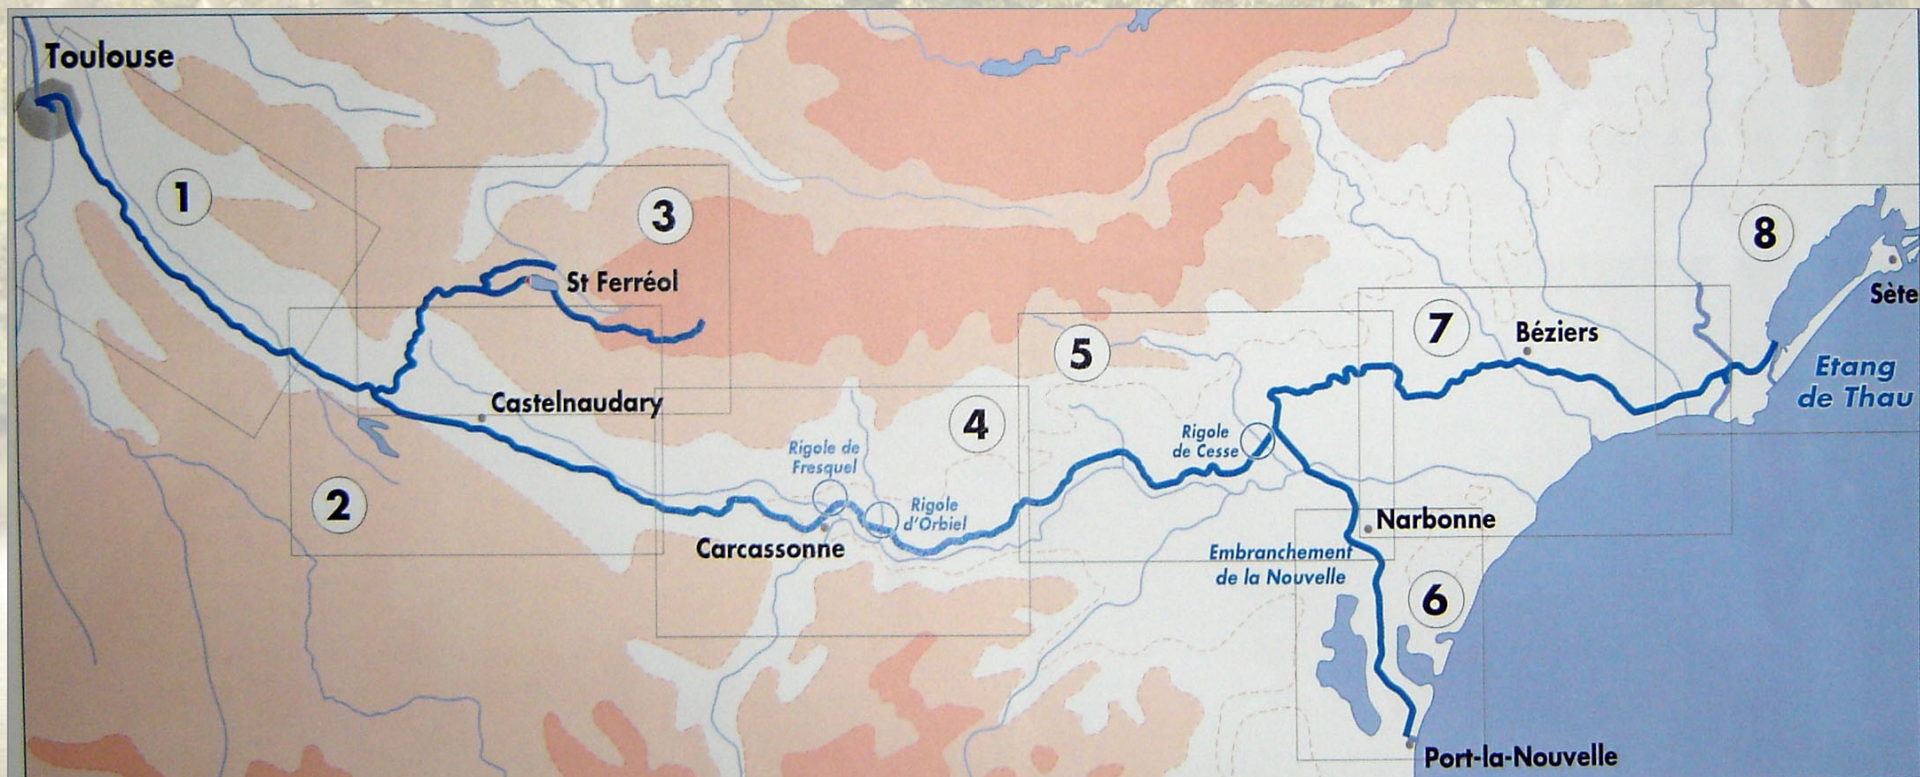 Toulouse
1
3
St Ferréol
8
Sète
7
Béziers
5
Etang
de Thau
Castelnaudary
4
Rigole
de Cesse
Rigole de
Fresquel
2
Rigole
d'Orbiel
Narbonne
Carcassonne
Embranchement
de la Nouvelle
6
Port-la-Nouvelle